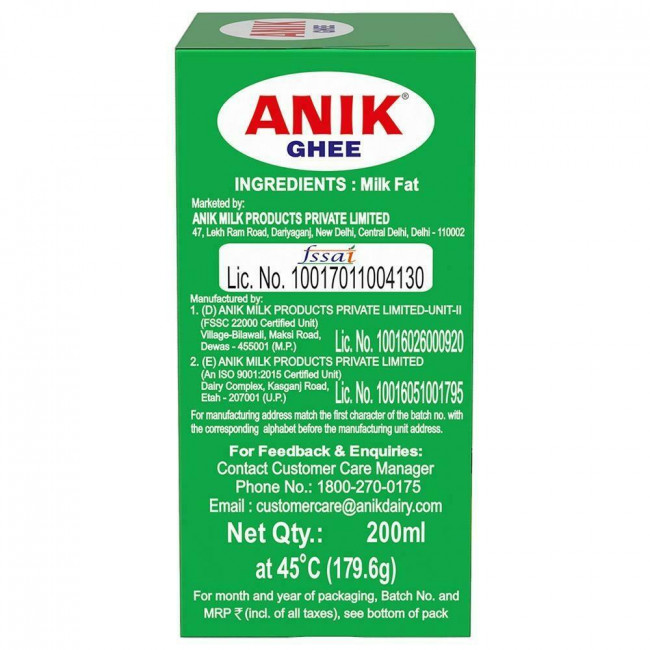 ANIK
GHEE
ANIK®
GHEE
INGREDIENTS : Milk Fat
Marketed by:
ANIK MILK PRODUCTS PRIVATE LIMITED
47, Lekh Ram Road, Dariyaganj, New Delhi, Central Delhi, Delhi - 110002
fssai
Lic. No. 10017011004130
Manufactured by:
1. (D) ANIK MILK PRODUCTS PRIVATE LIMITED-UNIT-II
(FSSC 22000 Certified Unit)
Village-Bilawali, Maksi Road,
Dewas - 455001 (M.P.) Lic. No. 10016026000920
2. (E) ANIK MILK PRODUCTS PRIVATE LIMITED
(An ISO 9001:2015 Certified Unit)
Dairy Complex, Kasganj Road,
Etah - 207001 (U.P.) Lic. No. 10016051001795
For manufacturing address match the first character of the batch no. with
the corresponding alphabet before the manufacturing unit address.
For Feedback & Enquiries:
Contact Customer Care Manager
Phone No.: 1800-270-0175
Email : customercare@anikdairy.com
Net Qty.: 200ml
at 45°C (179.6g)
For month and year of packaging, Batch No. and
MRP ₹ (incl. of all taxes), see bottom of pack